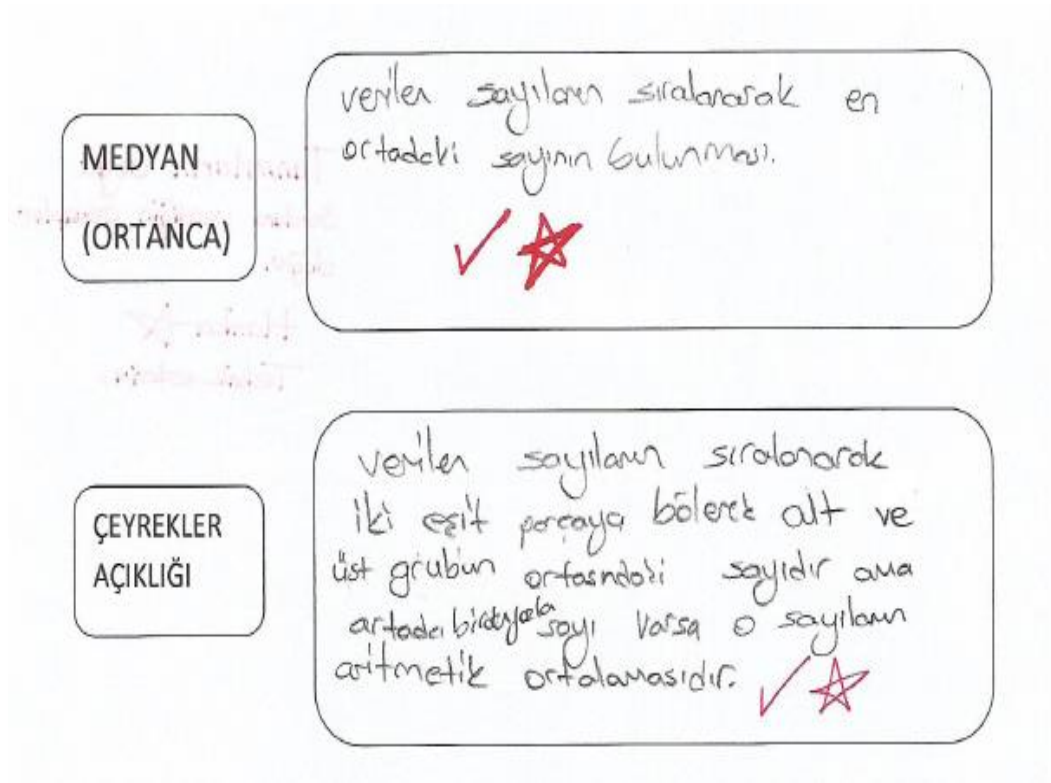 MEDYAN
(ORTANCA)
verilen sayıların sıralanarak en
ortadaki sayının bulunması.
ÇEYREKLER
AÇIKLIĞI
verilen sayıların sıralanarak
iki eşit parçaya bölerek alt ve
üst grubun ortasındaki sayıdır ama
ortada birden fazla sayı varsa o sayıların
aritmetik ortalamasıdır.